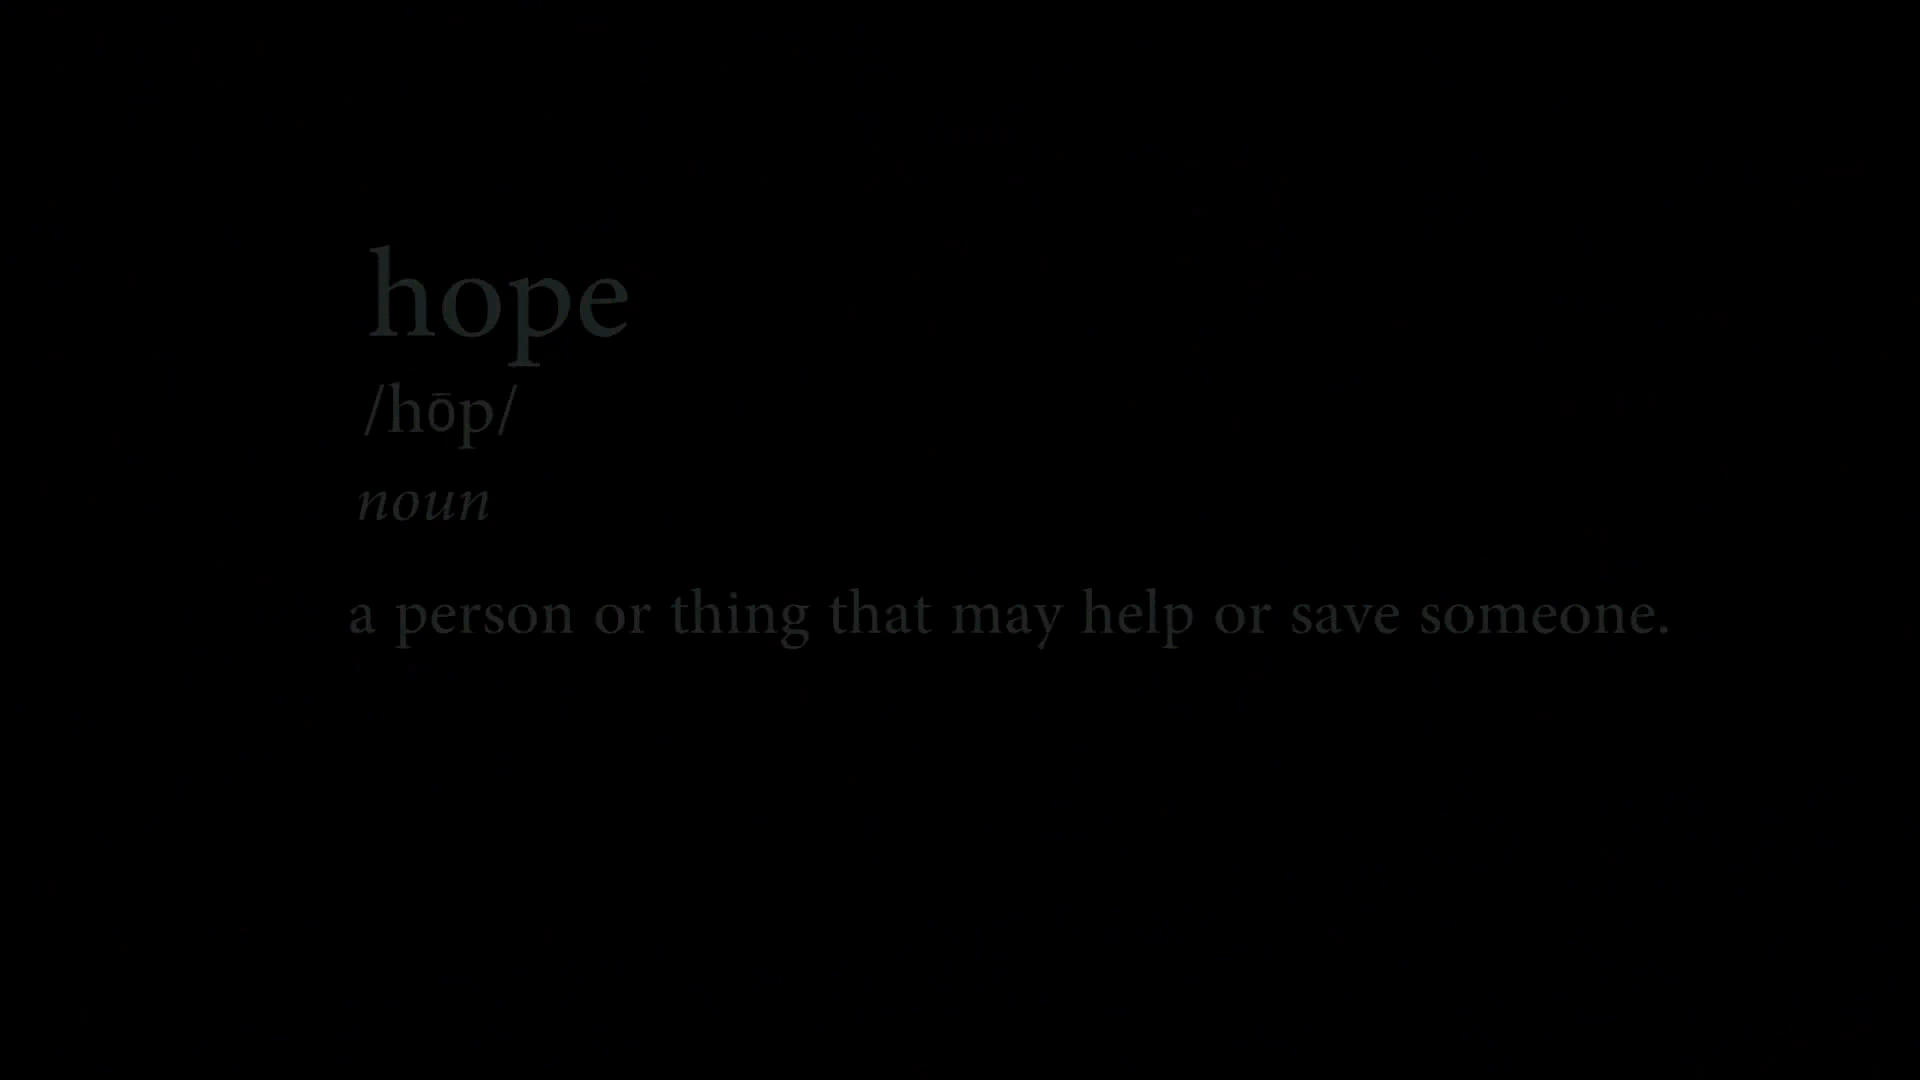 hope
/hōp/
noun
a person or thing that may help or save someone.